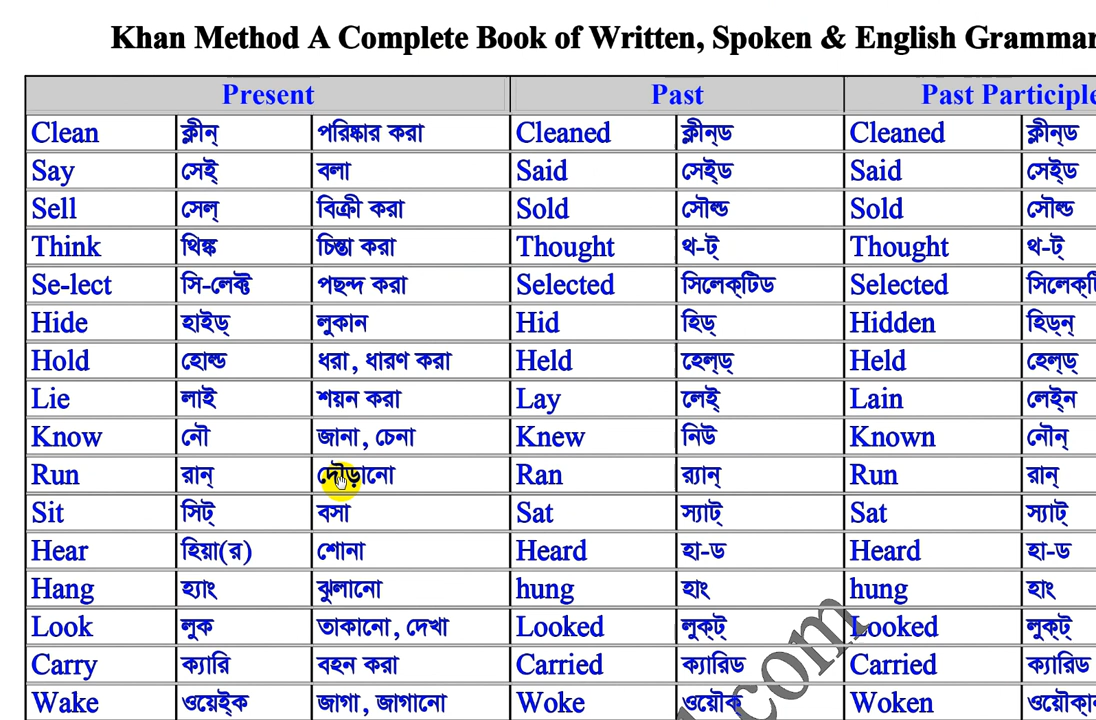 Khan Method A Complete Book of Written, Spoken & English Grammar
Present Past Past Participle
Clean ক্লীন্ পরিষ্কার করা Cleaned ক্লীন্ড Cleaned ক্লীন্ড
Say সেই্ বলা Said সেই্ড Said সেই্ড
Sell সেল্ বিক্রী করা Sold সৌল্ড Sold সৌল্ড
Think থিঙ্ক চিন্তা করা Thought থ-ট্ Thought থ-ট্
Se-lect সি-লেক্ট পছন্দ করা Selected সিলেক্টিড Selected
Hide হাইড্ লুকান Hid হিড্ Hidden হিড্ন্
Hold হোল্ড ধরা, ধারণ করা Held হেল্ড্ Held হেল্ড্
Lie লাই শয়ন করা Lay লেই্ Lain লেই্ন
Know নৌ জানা, চেনা Knew নিউ Known নৌন্
Run রান্ দৌড়ানো Ran র‍্যান্ Run রান্
Sit সিট্ বসা Sat স্যাট্ Sat স্যাট্
Hear হিয়া(র) শোনা Heard হা-ড Heard হা-ড
Hang হ্যাং ঝুলানো hung হাং hung হাং
Look লুক তাকানো, দেখা Looked লুক্ট্ Looked লুক্ট্
Carry ক্যারি বহন করা Carried ক্যারিড Carried ক্যারিড
Wake ওয়েই্ক জাগা, জাগানো Woke ওয়ৌক Woken